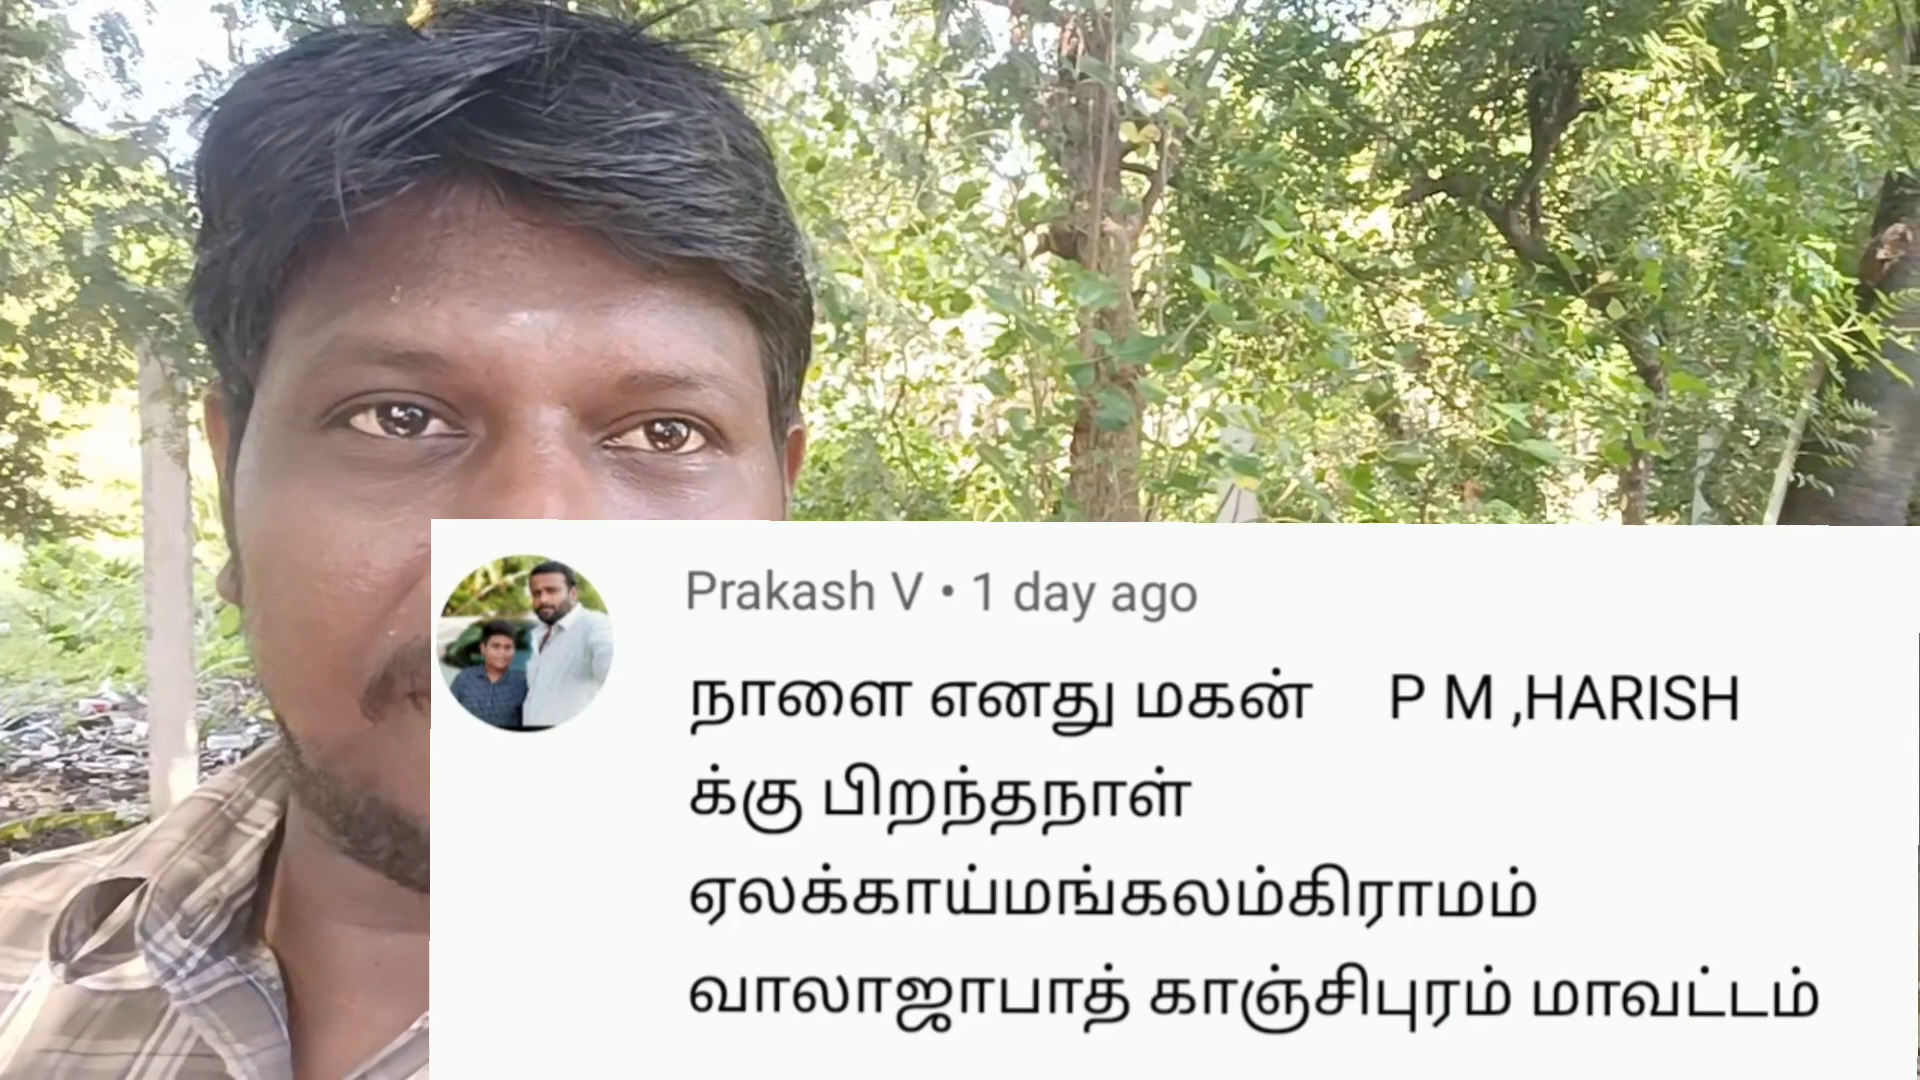 Prakash V • 1 day ago
நாளை எனது மகன் P M ,HARISH
க்கு பிறந்தநாள்
ஏலக்காய்மங்கலம்கிராமம்
வாலாஜாபாத் காஞ்சிபுரம் மாவட்டம்